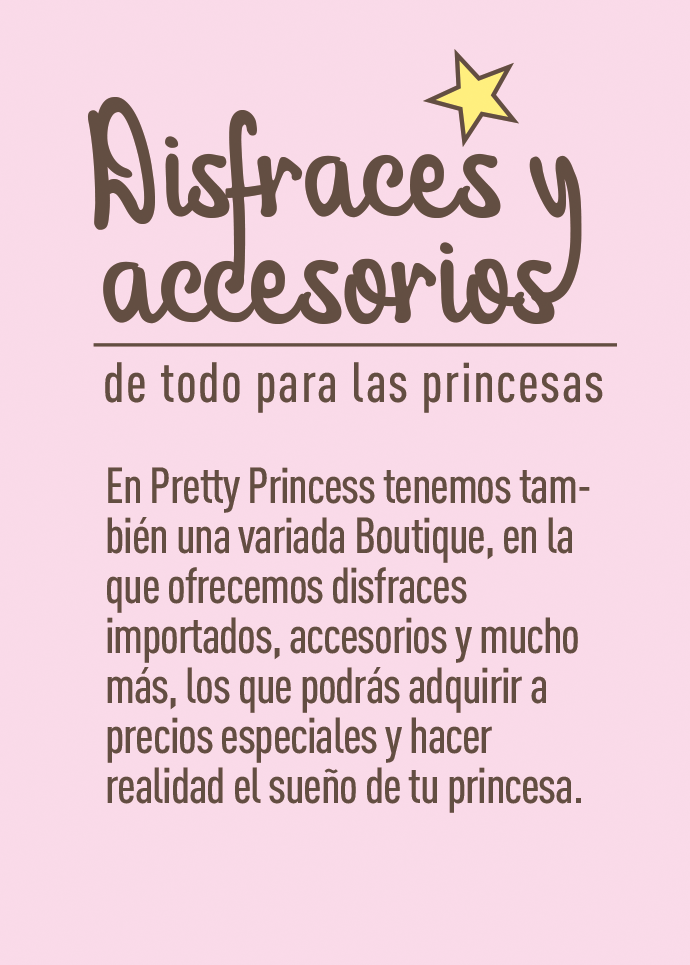 Disfraces y
accesorios
de todo para las princesas
En Pretty Princess tenemos tam-
bién una variada Boutique, en la
que ofrecemos disfraces
importados, accesorios y mucho
más, los que podrás adquirir a
precios especiales y hacer
realidad el sueño de tu princesa.